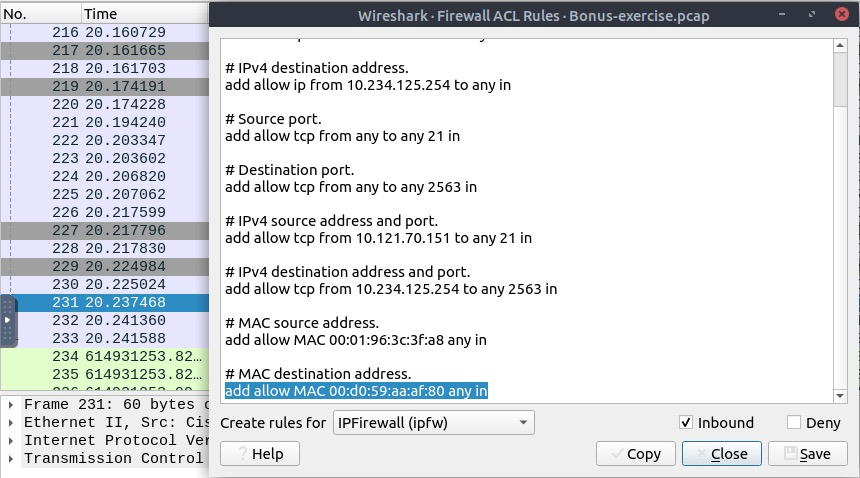 No. Time
216 20.160729
217 20.161665
218 20.161703
219 20.174191
220 20.174228
221 20.194240
222 20.203347
223 20.203602
224 20.206820
225 20.207062
226 20.217599
227 20.217796
228 20.217830
229 20.224984
230 20.225024
231 20.237468
232 20.241360
233 20.241588
234 614931253.82…
235 614931253.82…
Frame 231: 60 bytes
Ethernet II, Src:
Internet Protocol
Transmission Control
Wireshark · Firewall ACL Rules · Bonus-exercise.pcap
# IPv4 destination address.
add allow ip from 10.234.125.254 to any in
# Source port.
add allow tcp from any to any 21 in
# Destination port.
add allow tcp from any to any 2563 in
# IPv4 source address and port.
add allow tcp from 10.121.70.151 to any 21 in
# IPv4 destination address and port.
add allow tcp from 10.234.125.254 to any 2563 in
# MAC source address.
add allow MAC 00:01:96:3c:3f:a8 any in
# MAC destination address.
add allow MAC 00:d0:59:aa:af:80 any in
Create rules for IPFirewall (ipfw) Inbound Deny
Help Copy Close Save